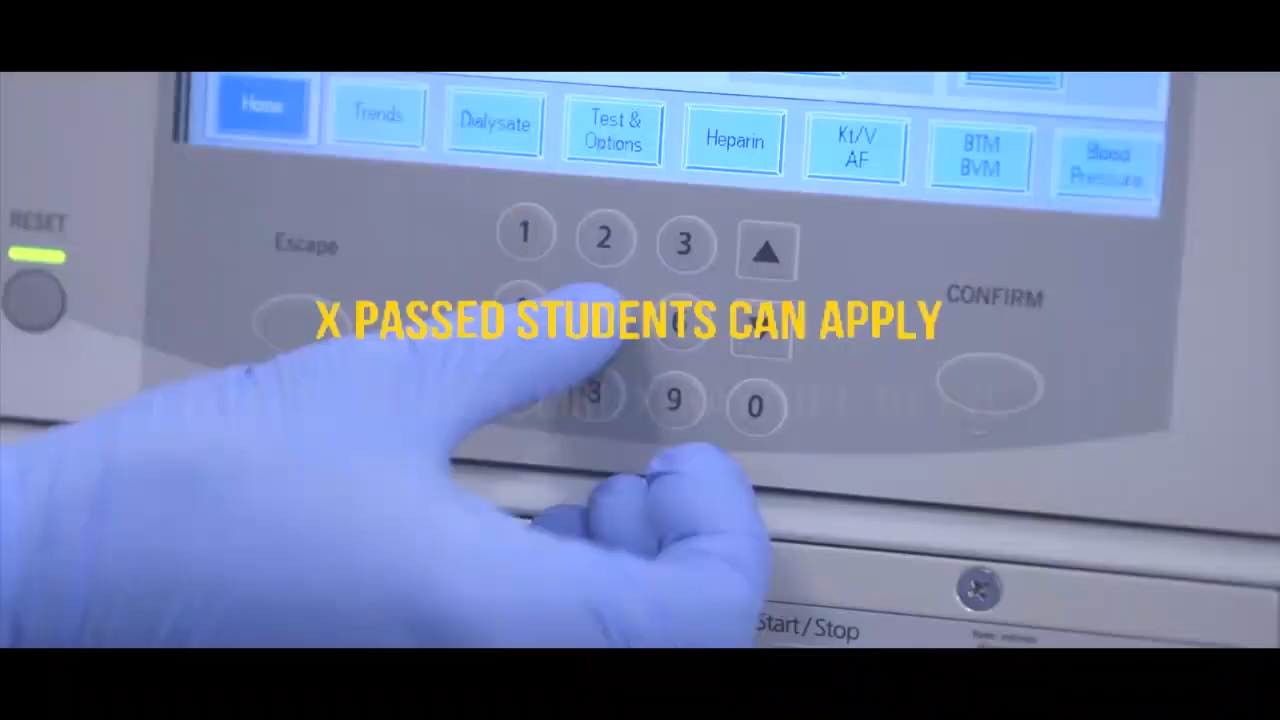 Home
Trends
Dialysate
Test &
Options
Heparin
Kt/V
AF
BTM
BVM
Blood
Pressure
RESET
Escape
1 2 3
CONFIRM
X PASSED STUDENTS CAN APPLY
9 0
Start/Stop